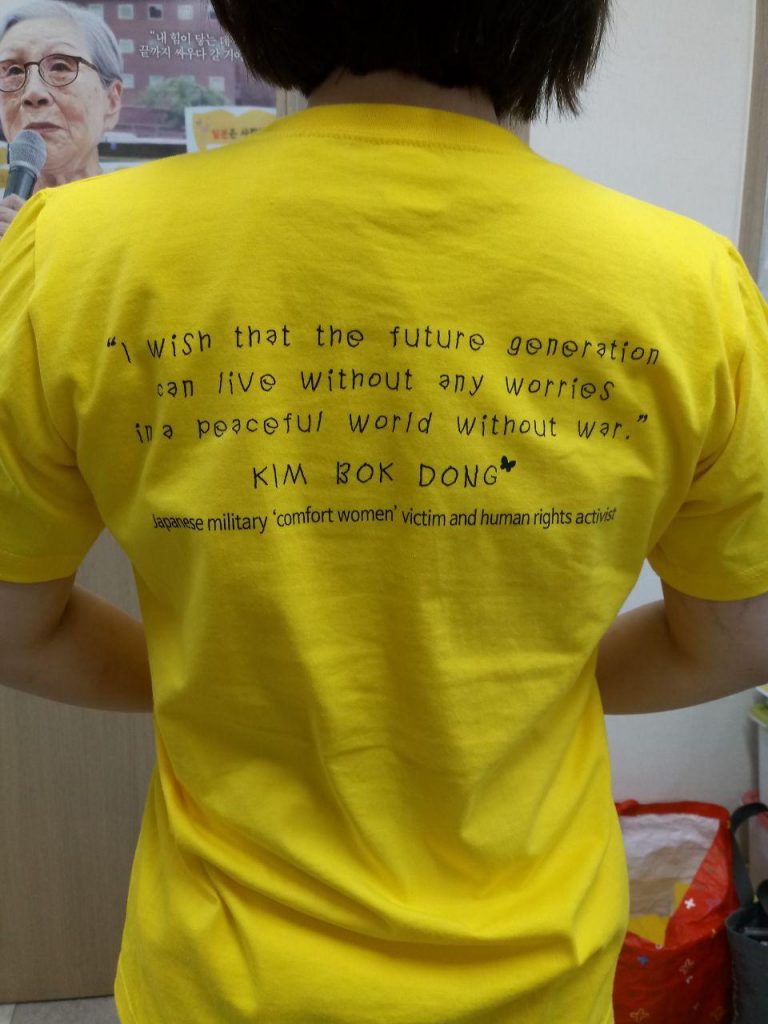 "내 힘이 닿는 데
끝까지 싸우다 갈 거야
"I wish that the future generation
can live without any worries
in a peaceful world without war."
KIM BOK DONG
Japanese military 'comfort women' victim and human rights activist